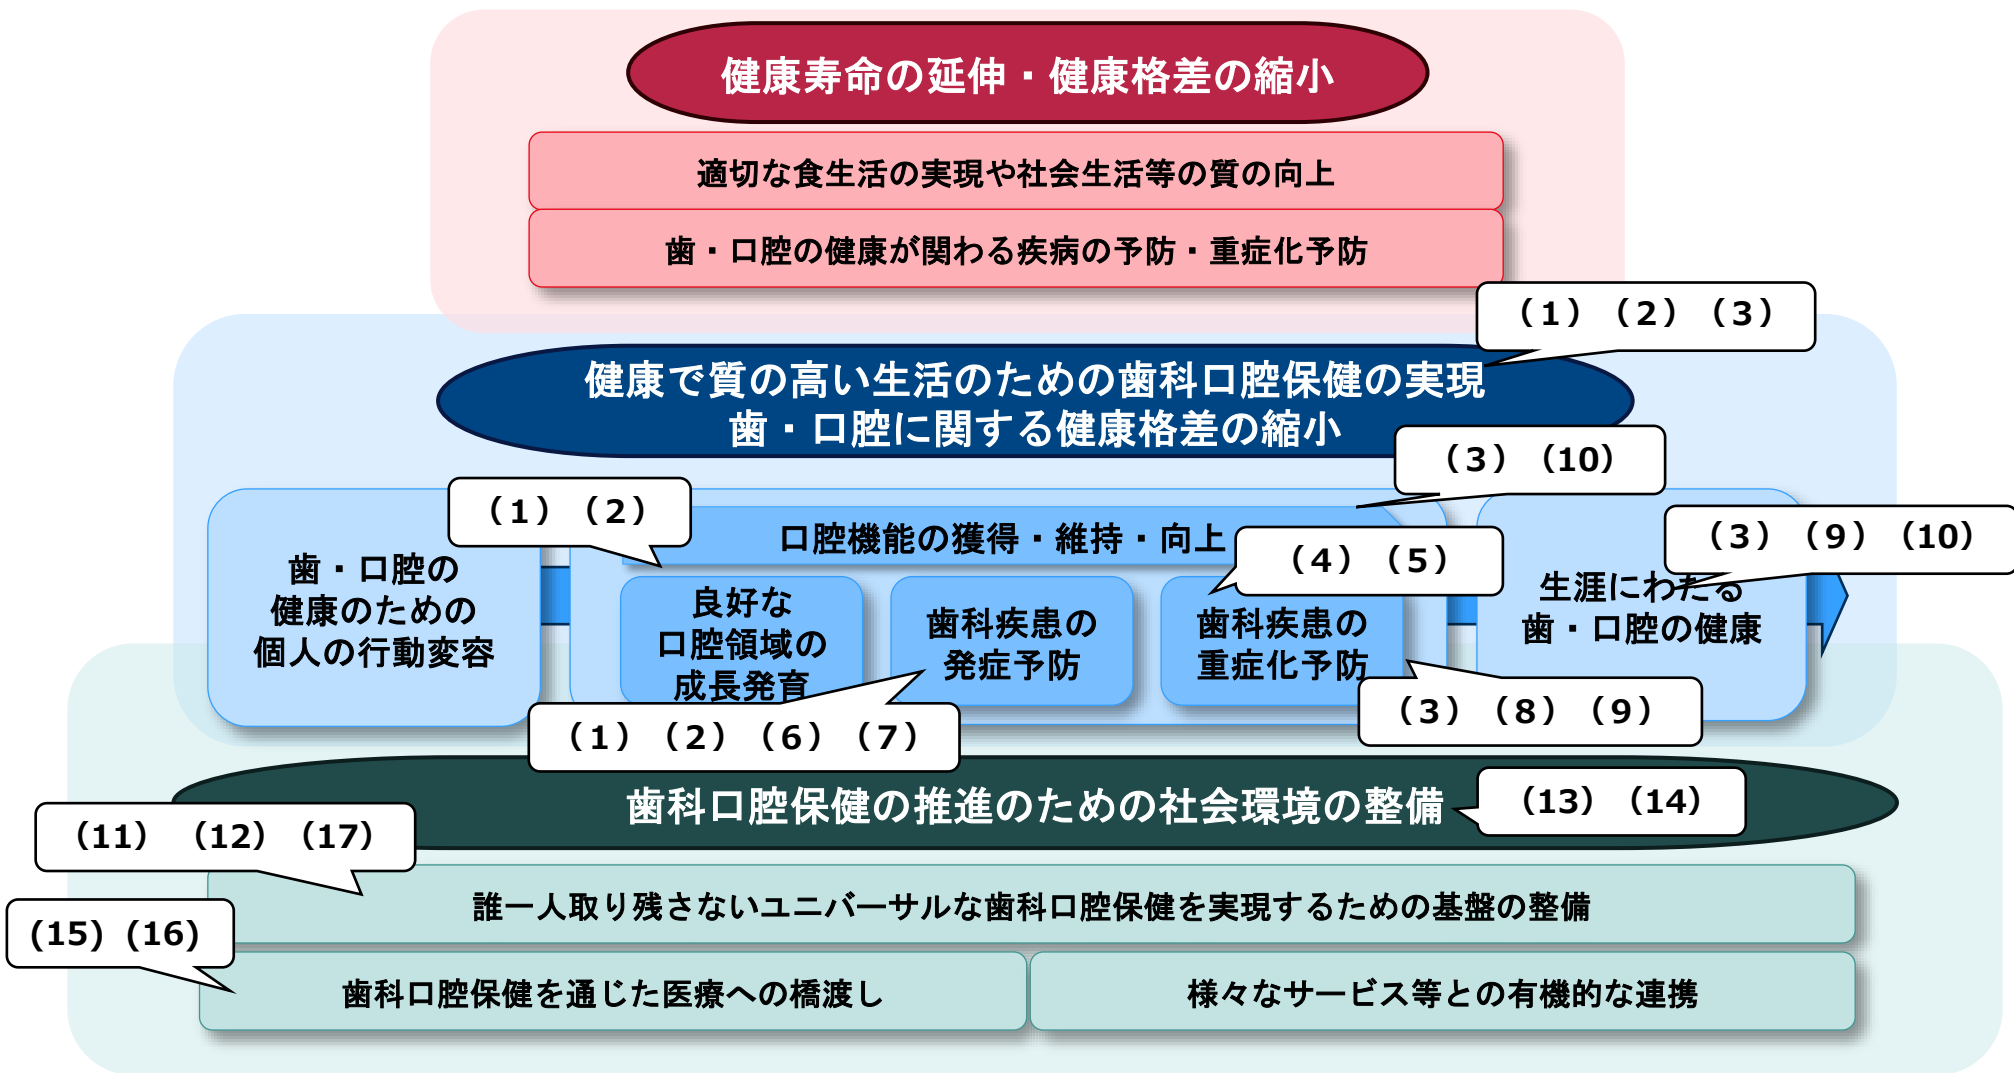 健康寿命の延伸・健康格差の縮小
適切な食生活の実現や社会生活等の質の向上
歯・口腔の健康が関わる疾病の予防・重症化予防
（１）（２）（３）
健康で質の高い生活のための歯科口腔保健の実現
歯・口腔に関する健康格差の縮小
（３）（10）
（１）（２）
口腔機能の獲得・維持・向上
（４）（５）
（３）（９）（10）
歯・口腔の
健康のための
個人の行動変容
良好な
口腔領域の
成長発育
歯科疾患の
発症予防
歯科疾患の
重症化予防
生涯にわたる
歯・口腔の健康
（１）（２）（６）（７）
（３）（８）（９）
歯科口腔保健の推進のための社会環境の整備
（13）（14）
（11）（12）（17）
誰一人取り残さないユニバーサルな歯科口腔保健を実現するための基盤の整備
(15) (16)
歯科口腔保健を通じた医療への橋渡し
様々なサービス等との有機的な連携